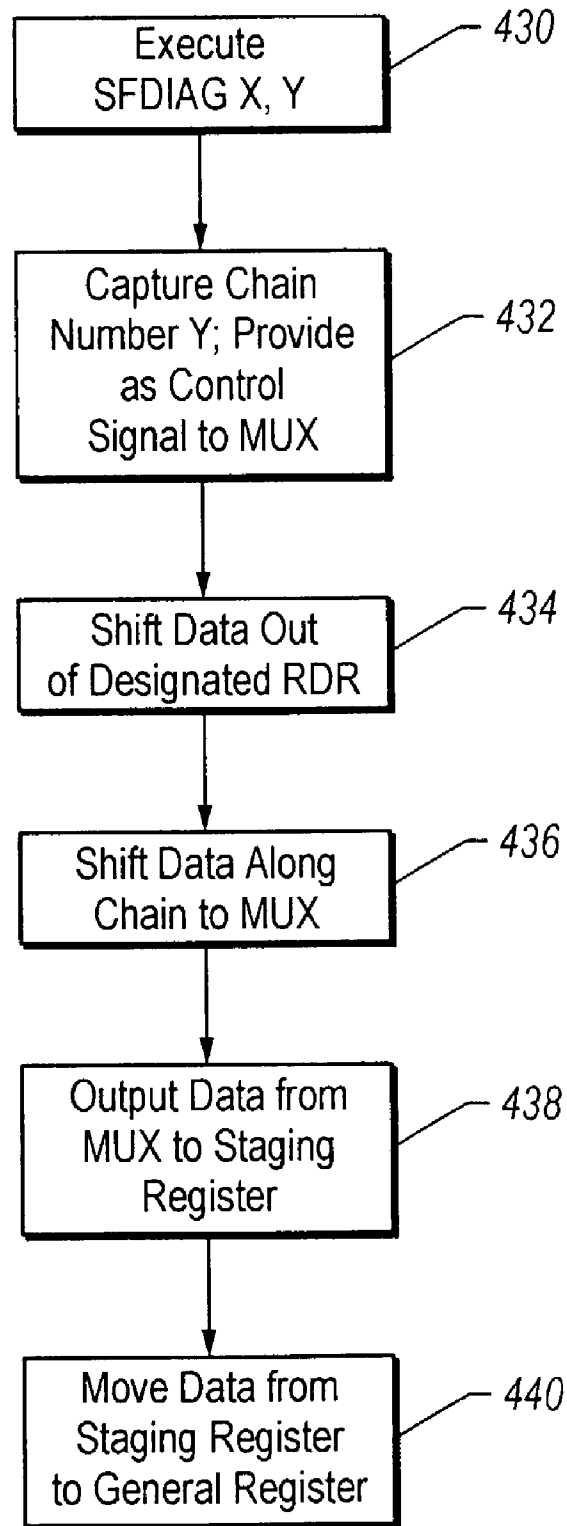 Execute
SFDIAG X, Y
430
Capture Chain
Number Y; Provide
as Control
Signal to MUX
432
Shift Data Out
of Designated RDR
434
Shift Data Along
Chain to MUX
436
Output Data from
MUX to Staging
Register
438
Move Data from
Staging Register
to General Register
440